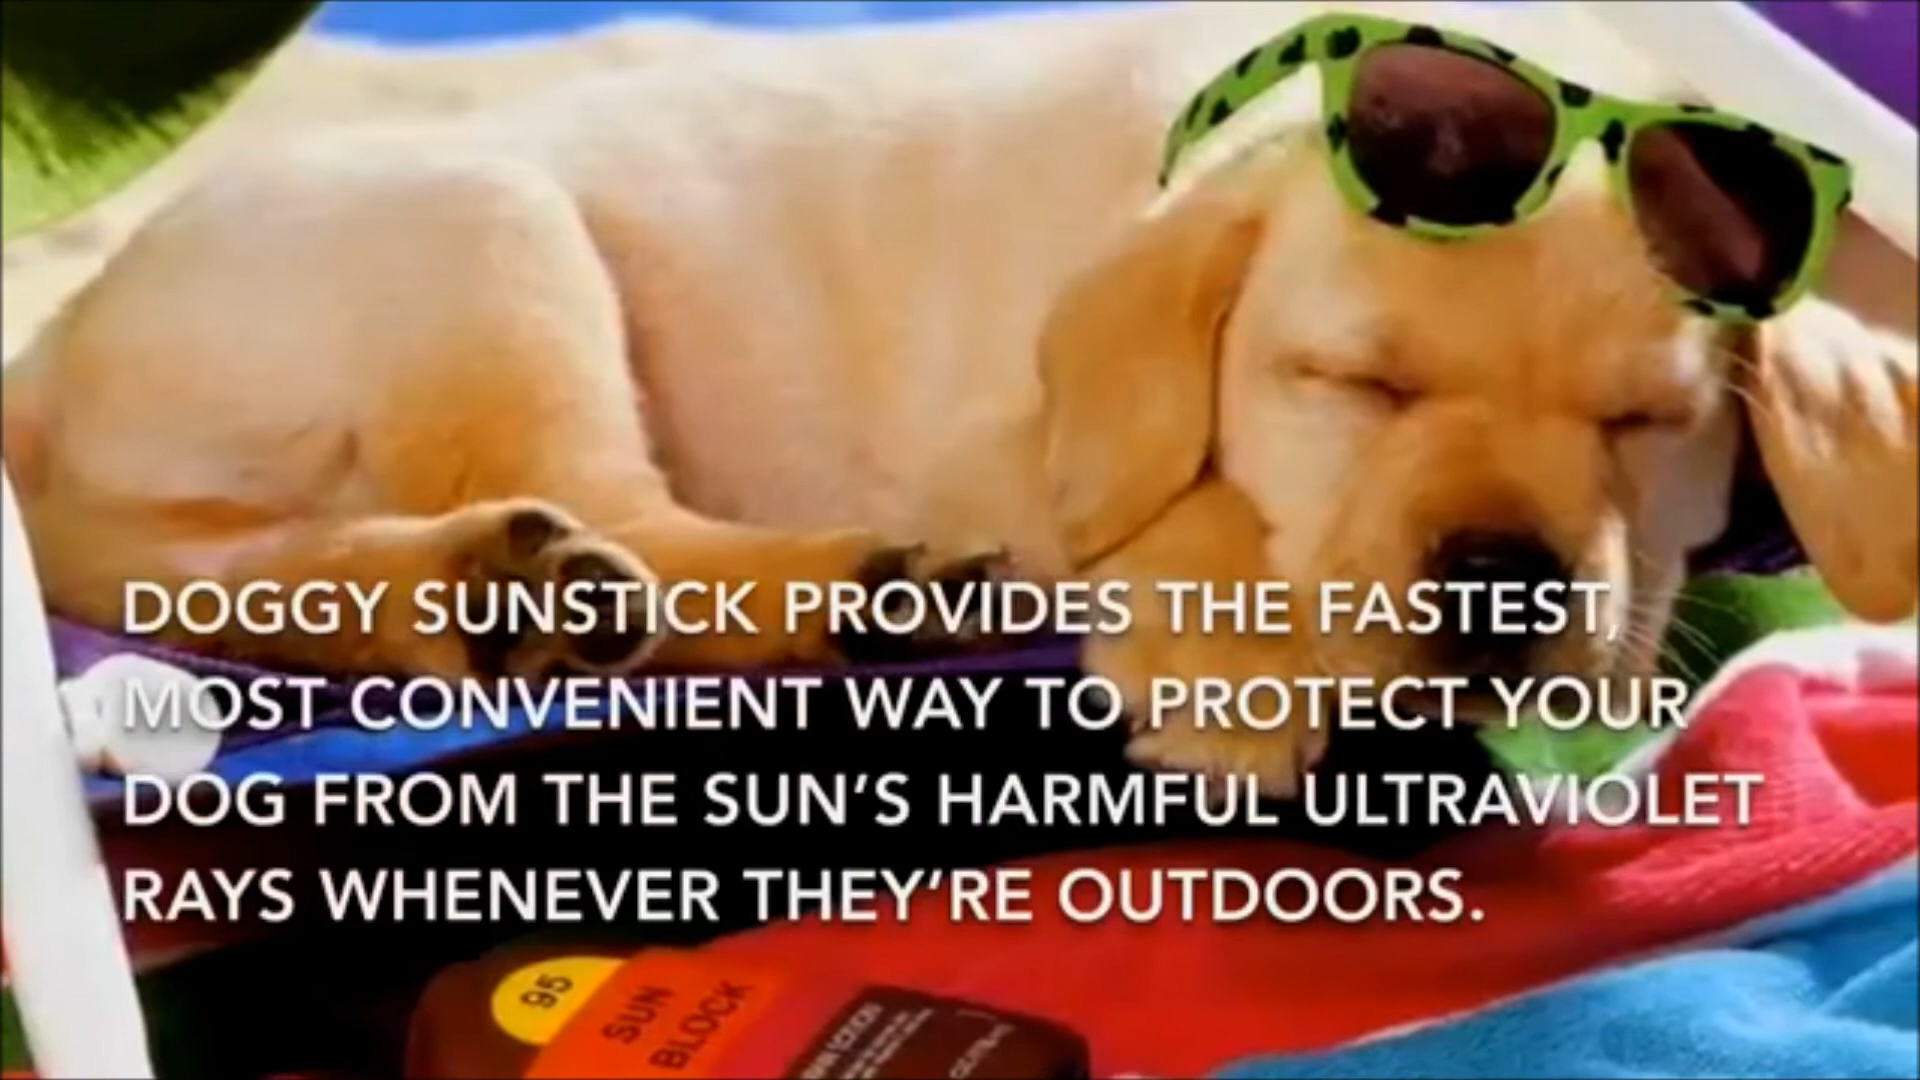 DOGGY SUNSTICK PROVIDES THE FASTEST,
MOST CONVENIENT WAY TO PROTECT YOUR
DOG FROM THE SUN'S HARMFUL ULTRAVIOLET
RAYS WHENEVER THEY'RE OUTDOORS.
95
SUN
BLOCK